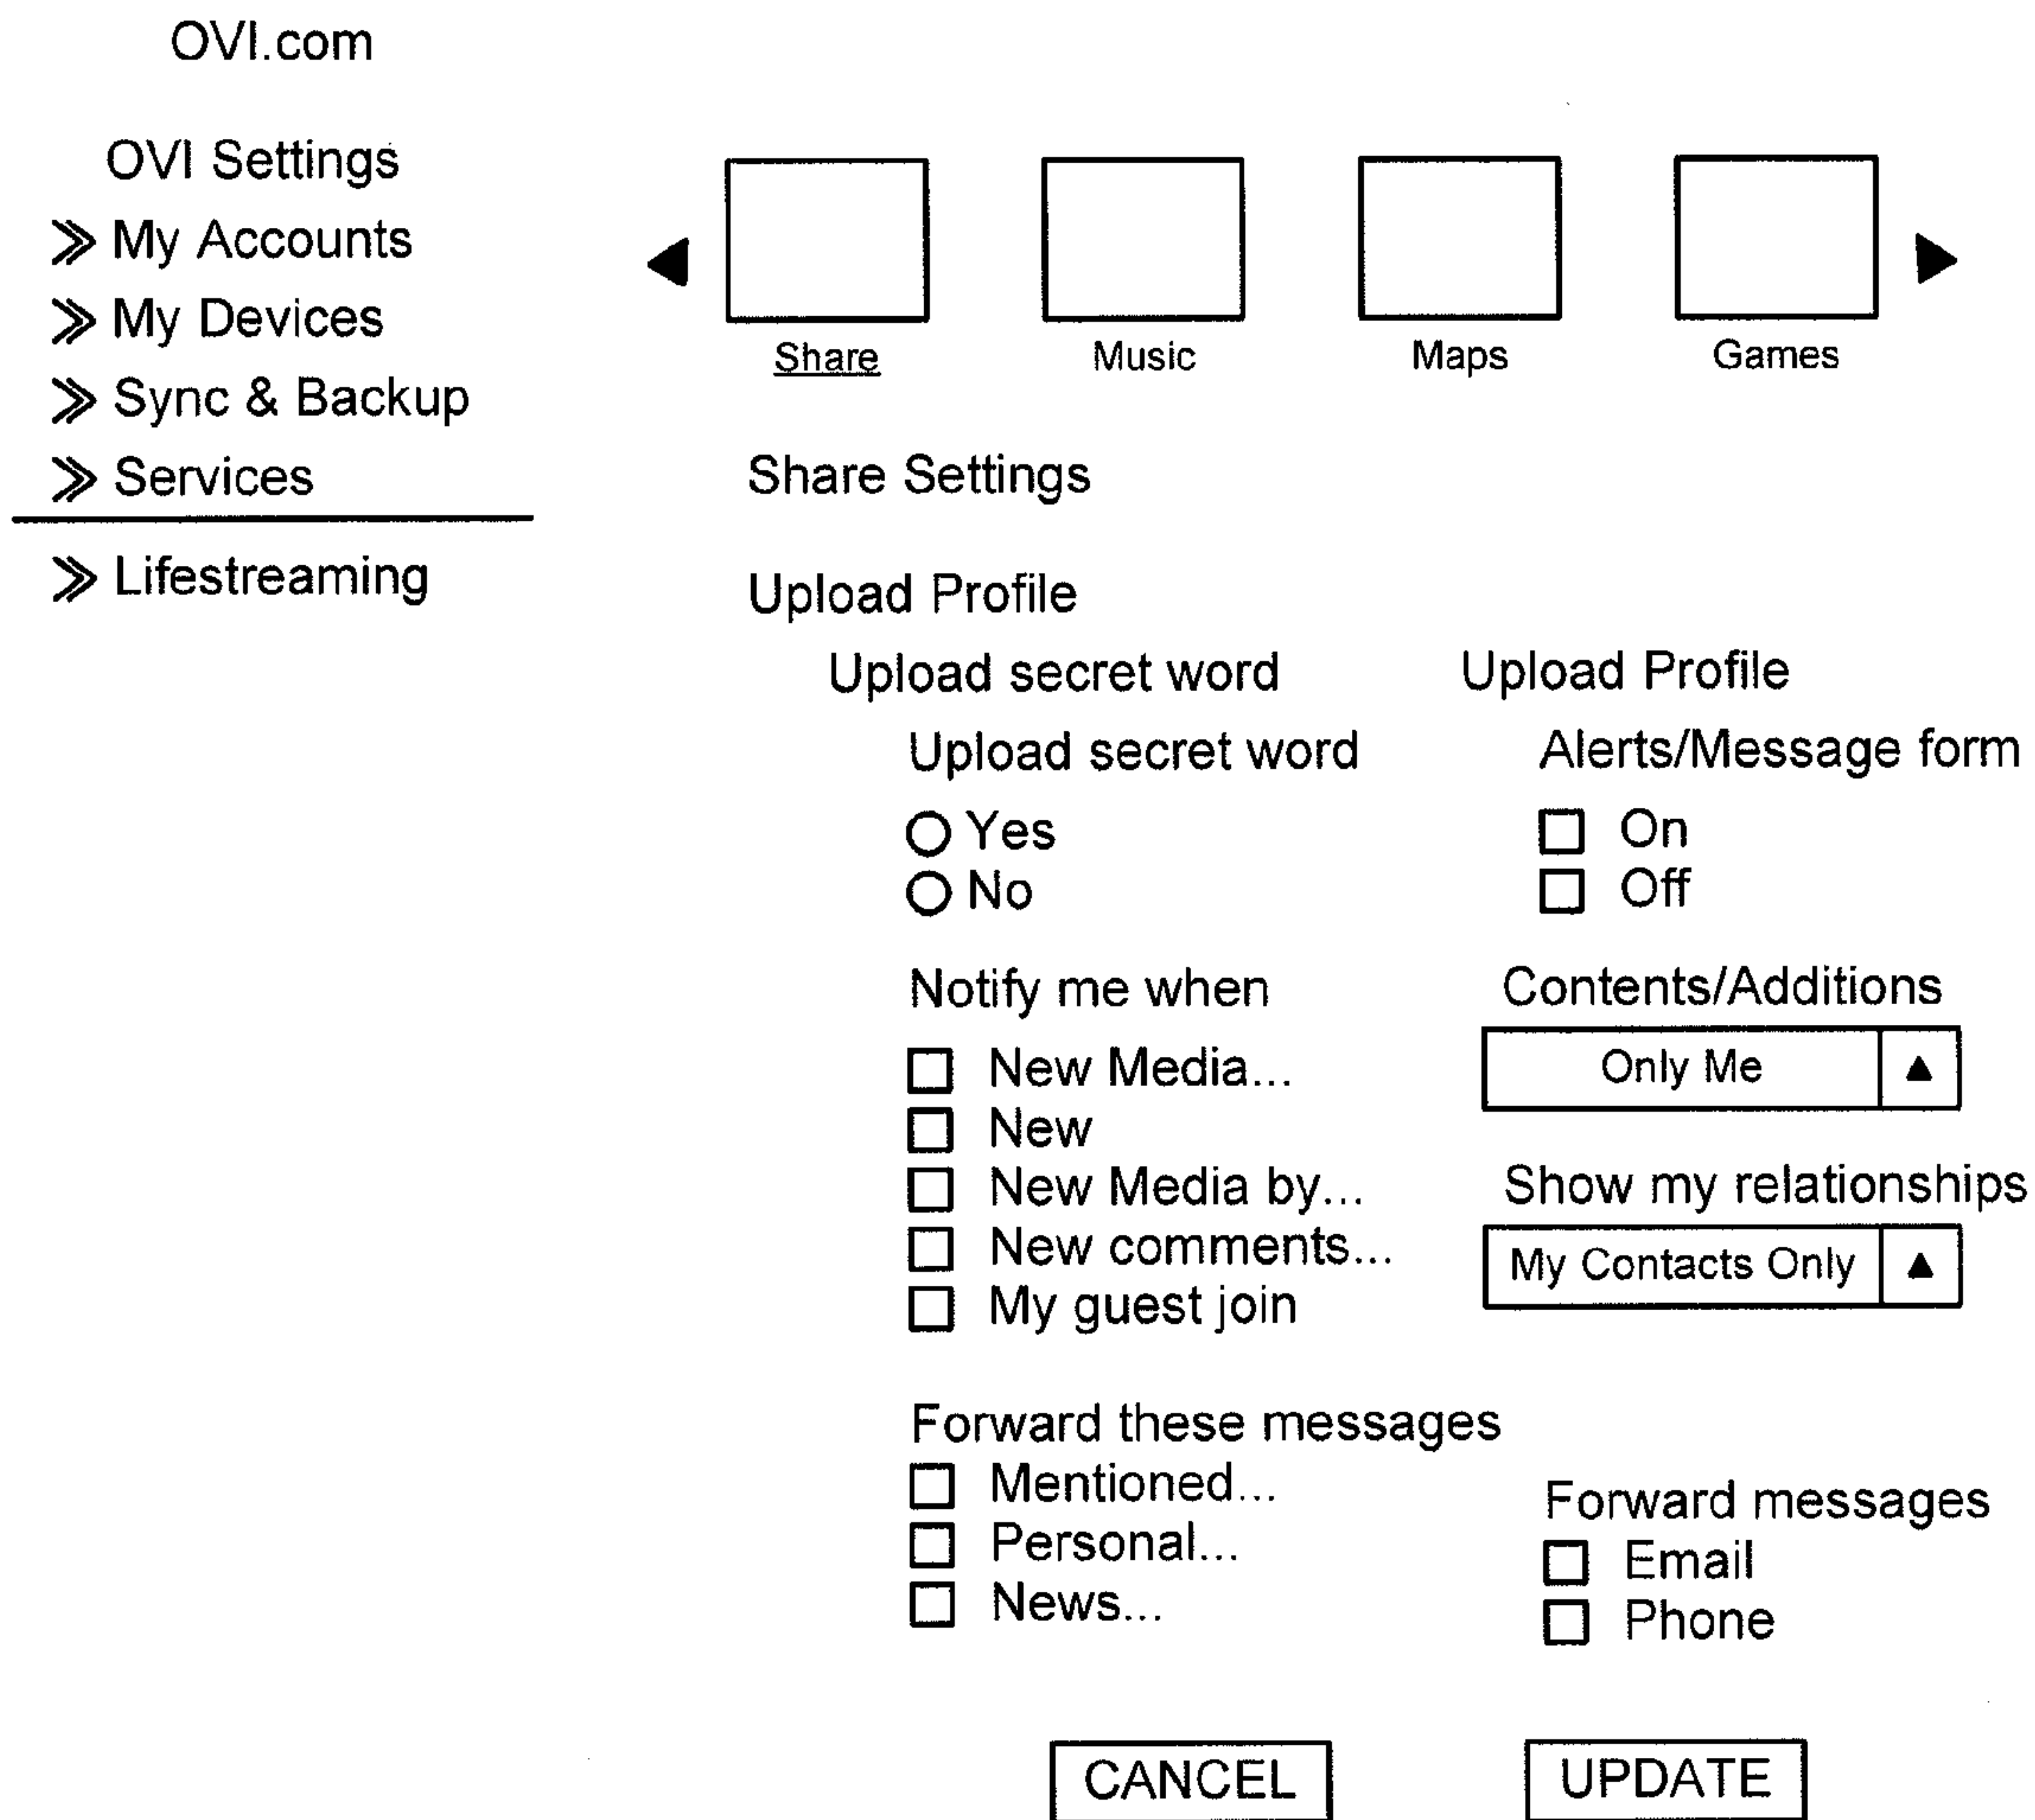 OVI.com
OVI Settings
My Accounts
My Devices
Sync & Backup
Services
Lifestreaming
Share Music Maps Games
Share Settings
Upload Profile
Upload secret word Upload Profile
Upload secret word Alerts/Message form
Yes On
No Off
Notify me when Contents/Additions
New Media... Only Me
New
New Media by... Show my relationships
New comments... My Contacts Only
My guest join
Forward these messages
Mentioned... Forward messages
Personal... Email
News... Phone
CANCEL UPDATE